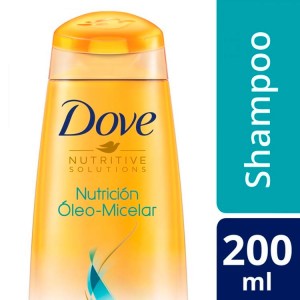 Dove
NUTRITIVE
SOLUTIONS
Nutrición
Óleo-Micelar
Shampoo
200
ml